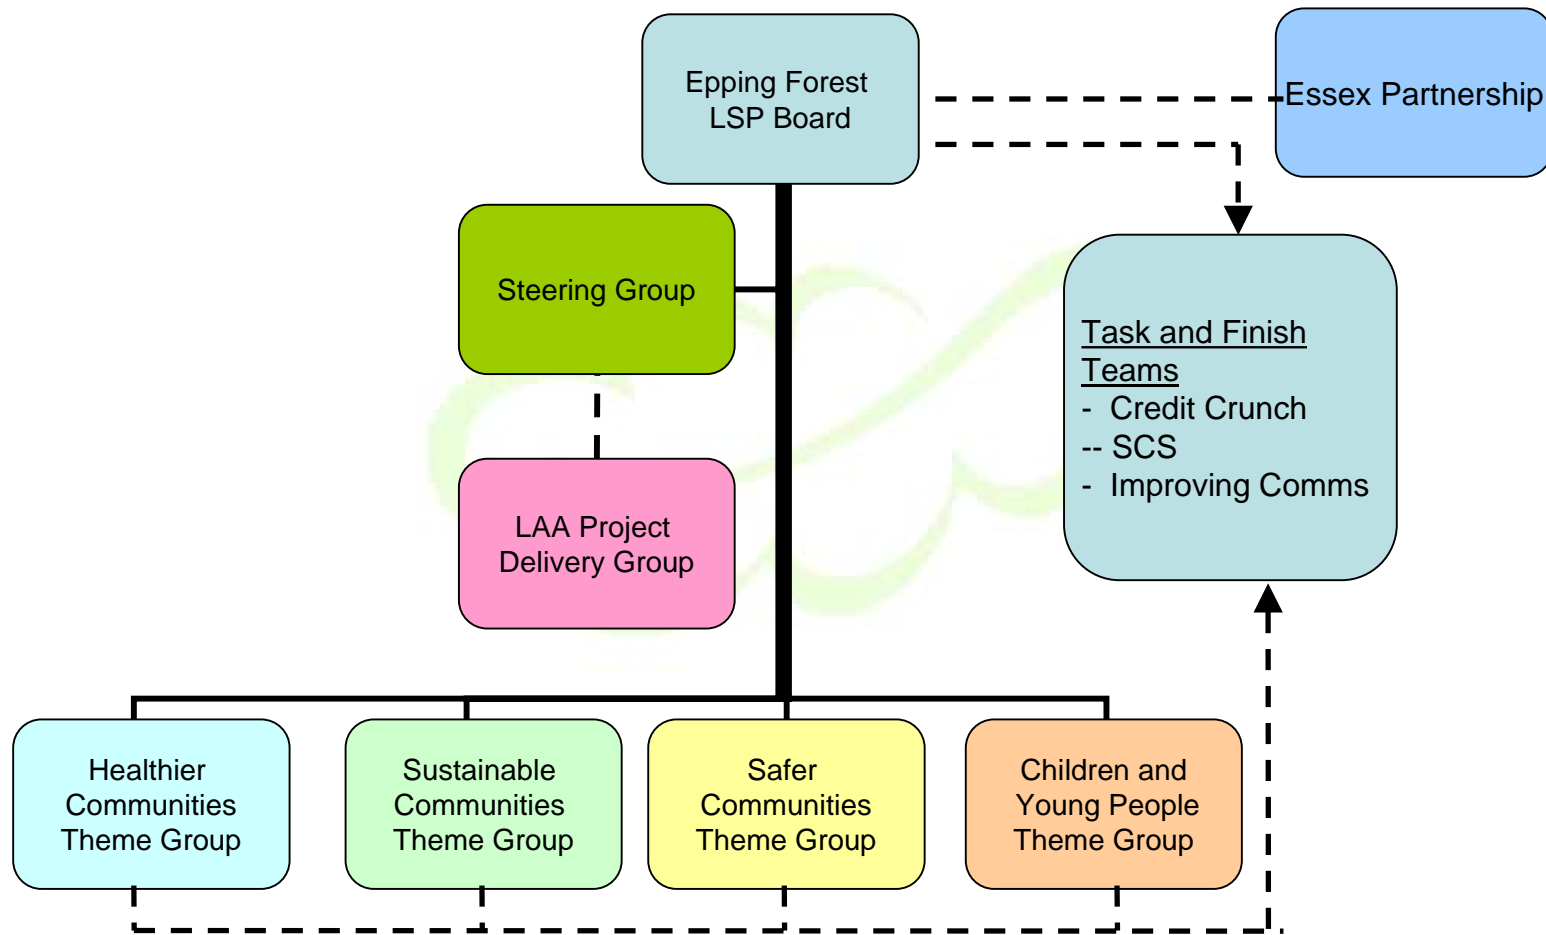 Epping Forest
LSP Board
Essex Partnership
Steering Group
Task and Finish
Teams
- Credit Crunch
-- SCS
- Improving Comms
LAA Project
Delivery Group
Healthier
Communities
Theme Group
Sustainable
Communities
Theme Group
Safer
Communities
Theme Group
Children and
Young People
Theme Group